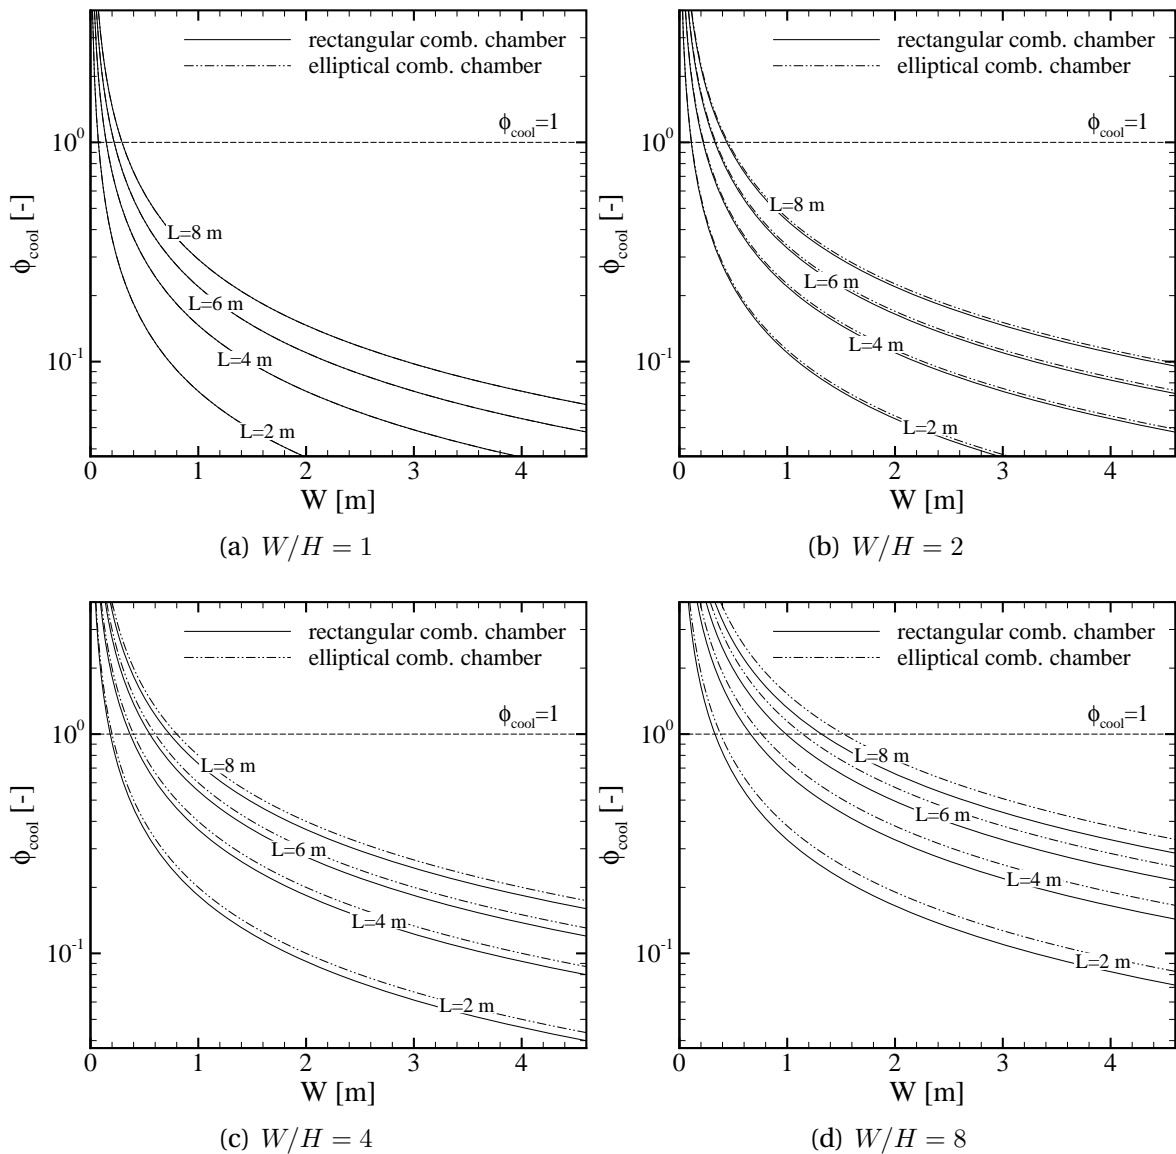 rectangular comb. chamber
elliptical comb. chamber
ϕcool=1
10^0
ϕcool [-]
L=8 m
L=6 m
L=4 m
L=2 m
10^-1
0 1 2 3 4
W [m]
(a) W/H = 1
rectangular comb. chamber
elliptical comb. chamber
ϕcool=1
10^0
ϕcool [-]
L=8 m
L=6 m
L=4 m
L=2 m
10^-1
0 1 2 3 4
W [m]
(b) W/H = 2
rectangular comb. chamber
elliptical comb. chamber
ϕcool=1
10^0
ϕcool [-]
L=8 m
L=6 m
L=4 m
L=2 m
10^-1
0 1 2 3 4
W [m]
(c) W/H = 4
rectangular comb. chamber
elliptical comb. chamber
ϕcool=1
10^0
ϕcool [-]
L=8 m
L=6 m
L=4 m
L=2 m
10^-1
0 1 2 3 4
W [m]
(d) W/H = 8